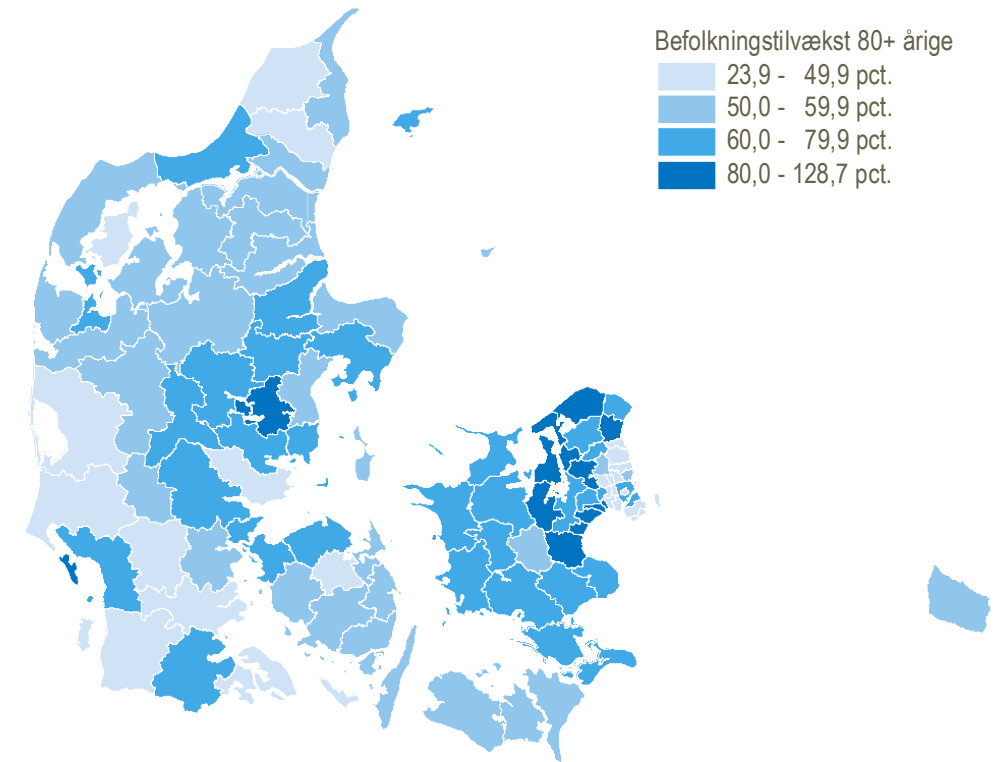 Befolkningstilvækst 80+ årige
23,9 - 49,9 pct.
50,0 - 59,9 pct.
60,0 - 79,9 pct.
80,0 - 128,7 pct.